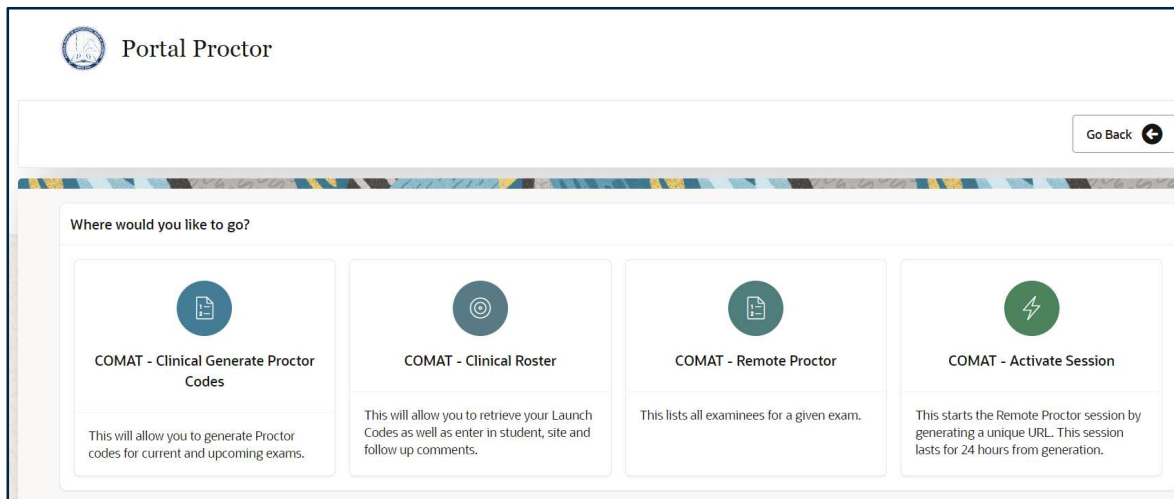 Portal Proctor
Go Back
Where would you like to go?
COMAT - Clinical Generate Proctor
Codes
This will allow you to generate Proctor
codes for current and upcoming exams.
COMAT - Clinical Roster
This will allow you to retrieve your Launch
Codes as well as enter in student, site and
follow up comments.
COMAT - Remote Proctor
This lists all examinees for a given exam.
COMAT - Activate Session
This starts the Remote Proctor session by
generating a unique URL. This session
lasts for 24 hours from generation.